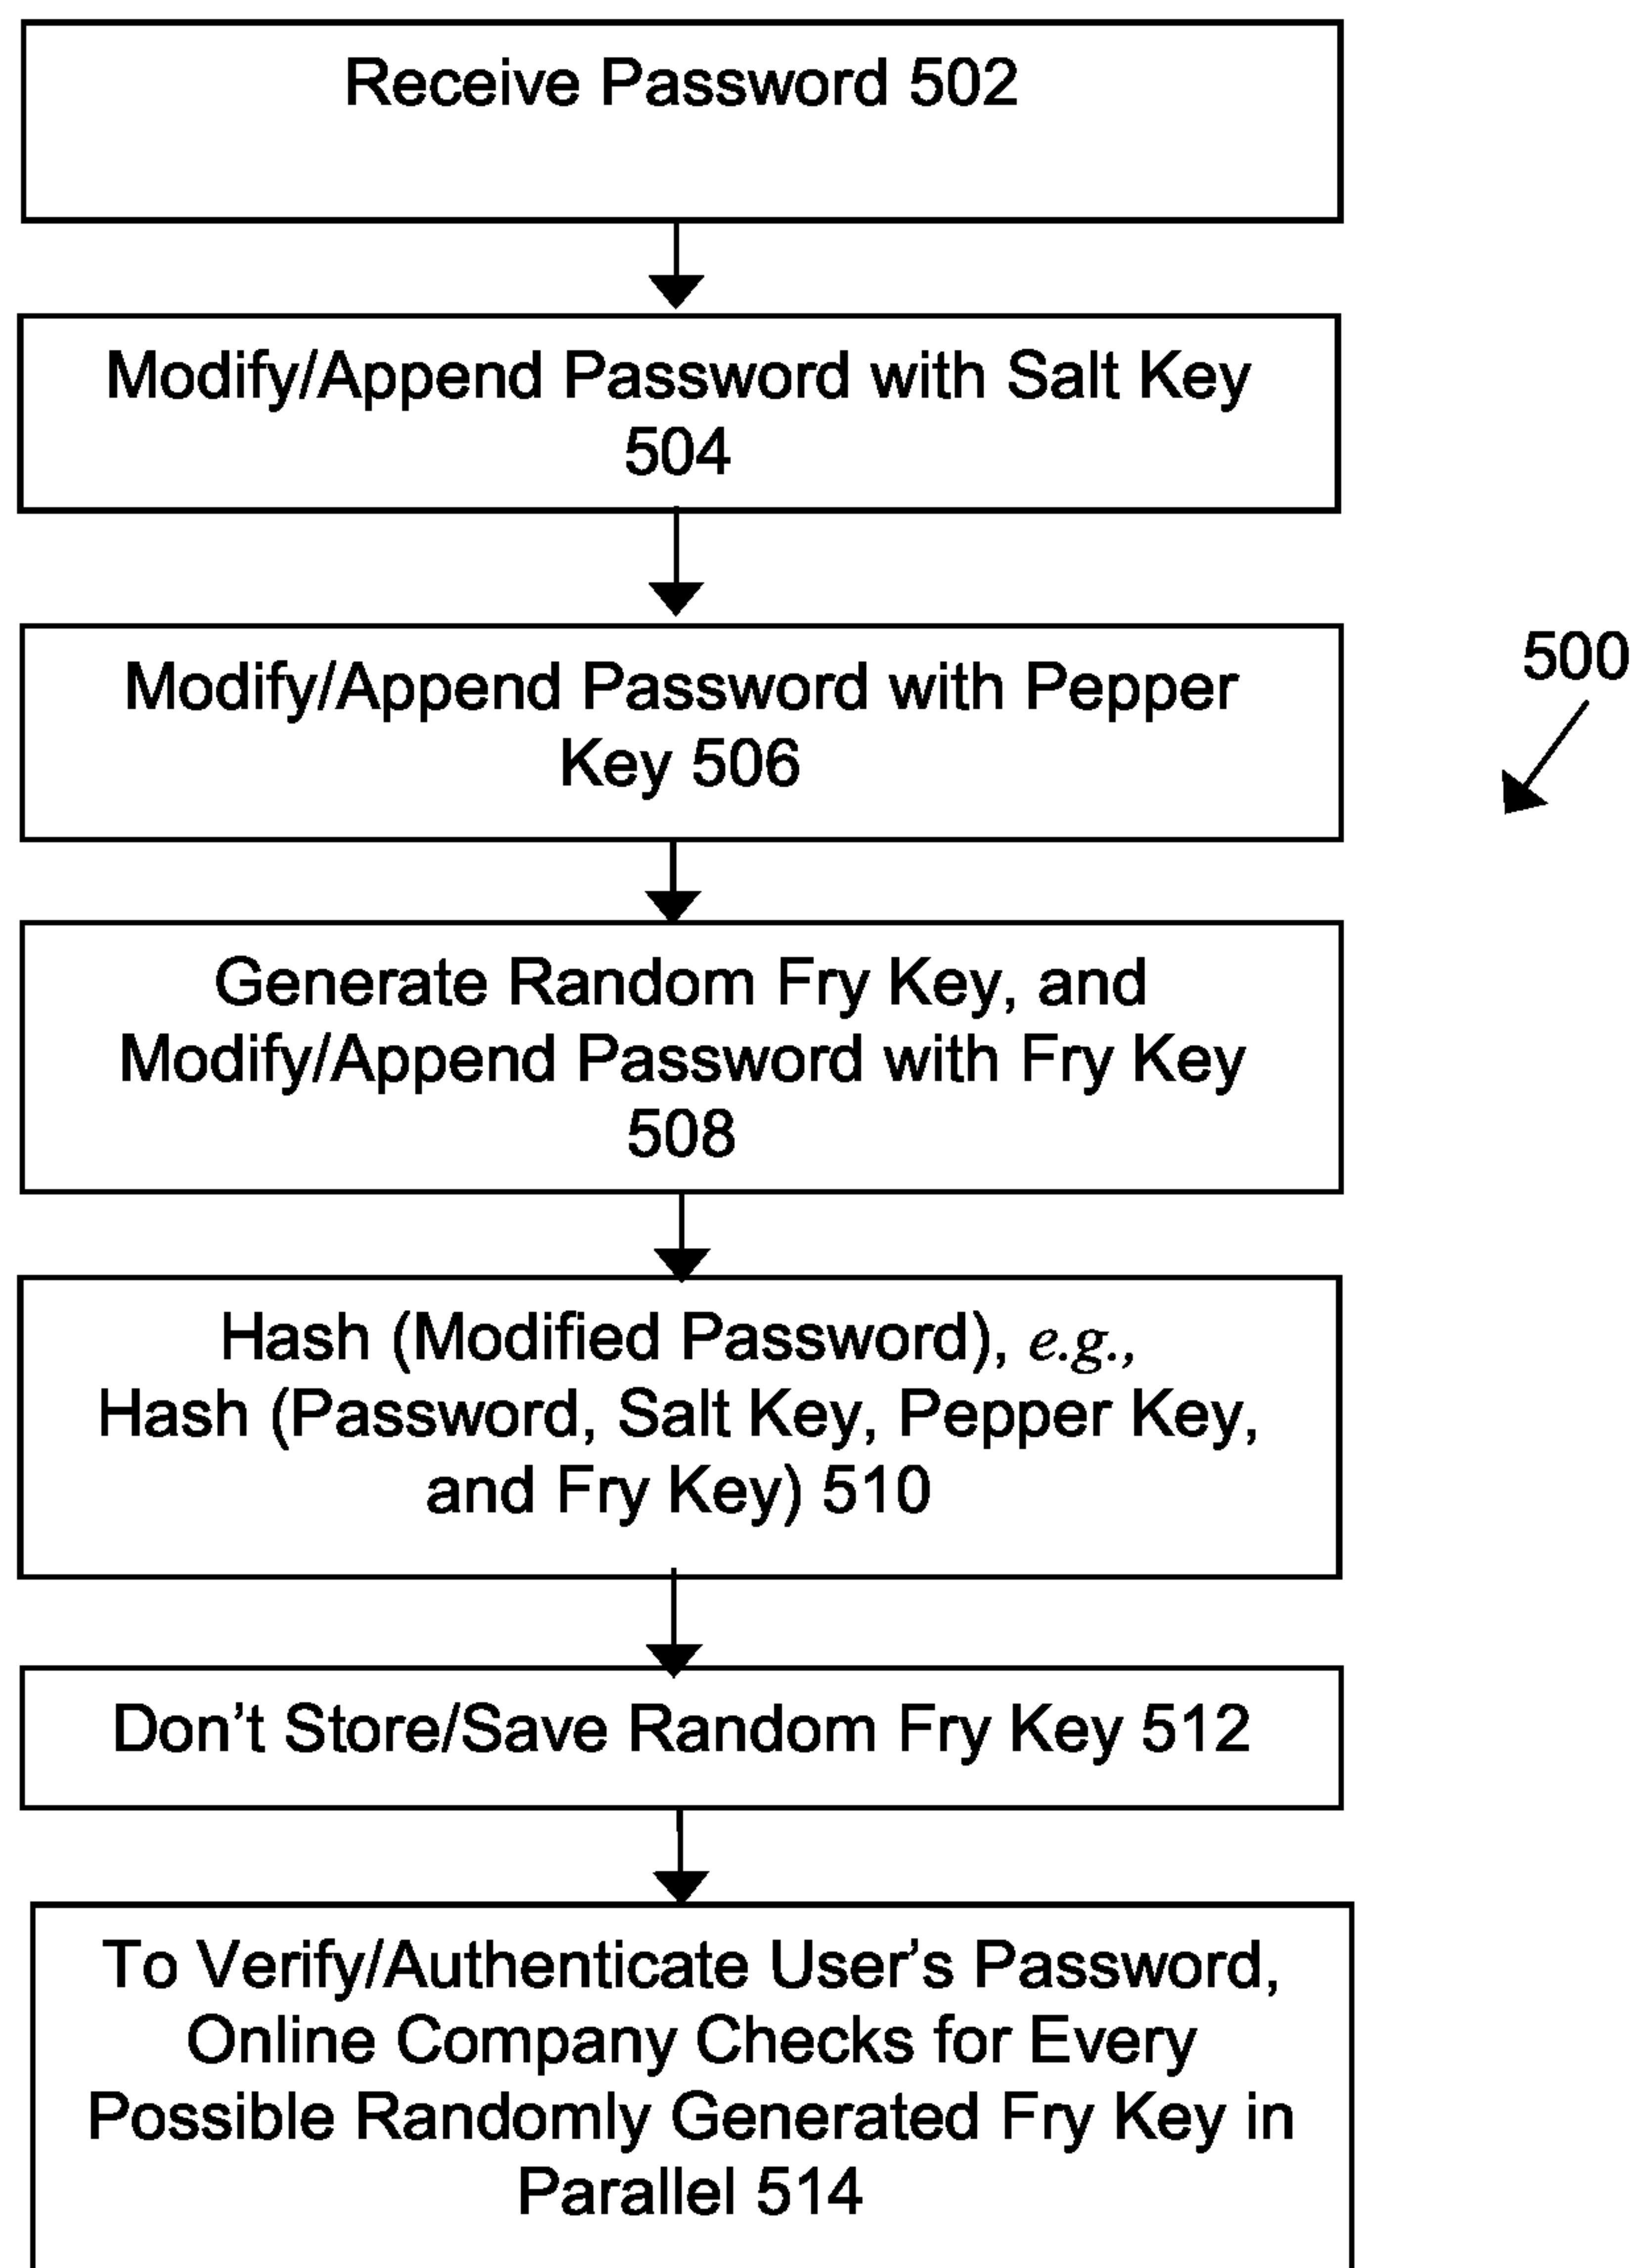 Receive Password 502
Modify/Append Password with Salt Key
504
Modify/Append Password with Pepper
Key 506
500
Generate Random Fry Key, and
Modify/Append Password with Fry Key
508
Hash (Modified Password), e.g.,
Hash (Password, Salt Key, Pepper Key,
and Fry Key) 510
Don't Store/Save Random Fry Key 512
To Verify/Authenticate User's Password,
Online Company Checks for Every
Possible Randomly Generated Fry Key in
Parallel 514